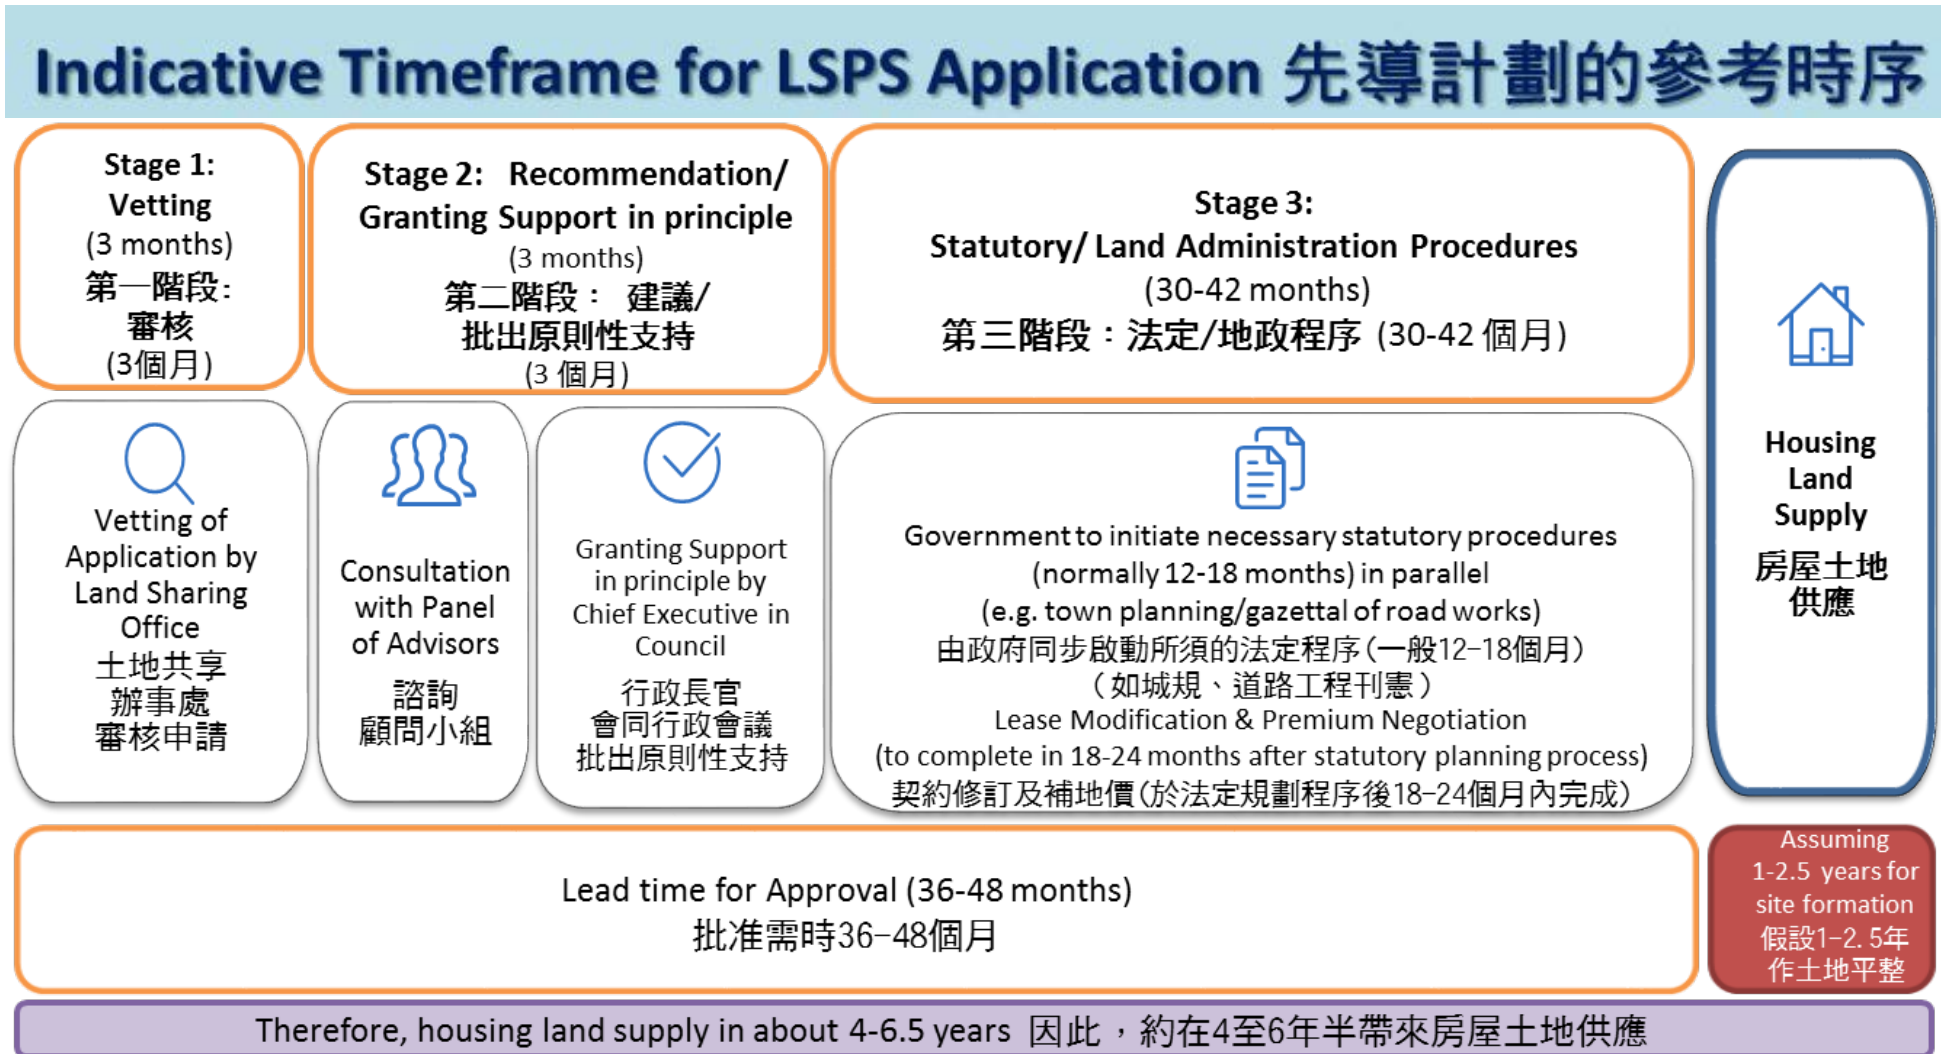 Indicative Timeframe for LSPS Application 先導計劃的參考時序
Stage 1:
Vetting
(3 months)
第一階段:
審核
(3個月)
Stage 2: Recommendation/
Granting Support in principle
(3 months)
第二階段： 建議/
批出原則性支持
(3 個月)
Stage 3:
Statutory/ Land Administration Procedures
(30-42 months)
第三階段：法定/地政程序 (30-42 個月)
Vetting of
Application by
Land Sharing
Office
土地共享
辦事處
審核申請
Consultation
with Panel
of Advisors
諮詢
顧問小組
Granting Support
in principle by
Chief Executive in
Council
行政長官
會同行政會議
批出原則性支持
Government to initiate necessary statutory procedures
(normally 12-18 months) in parallel
(e.g. town planning/gazettal of road works)
由政府同步啟動所須的法定程序(一般12-18個月)
（如城規、道路工程刊憲）
Lease Modification & Premium Negotiation
(to complete in 18-24 months after statutory planning process)
契約修訂及補地價(於法定規劃程序後18-24個月內完成)
Housing
Land
Supply
房屋土地
供應
Lead time for Approval (36-48 months)
批准需時36-48個月
Assuming
1-2.5 years for
site formation
假設1-2.5年
作土地平整
Therefore, housing land supply in about 4-6.5 years 因此，約在4至6年半帶來房屋土地供應